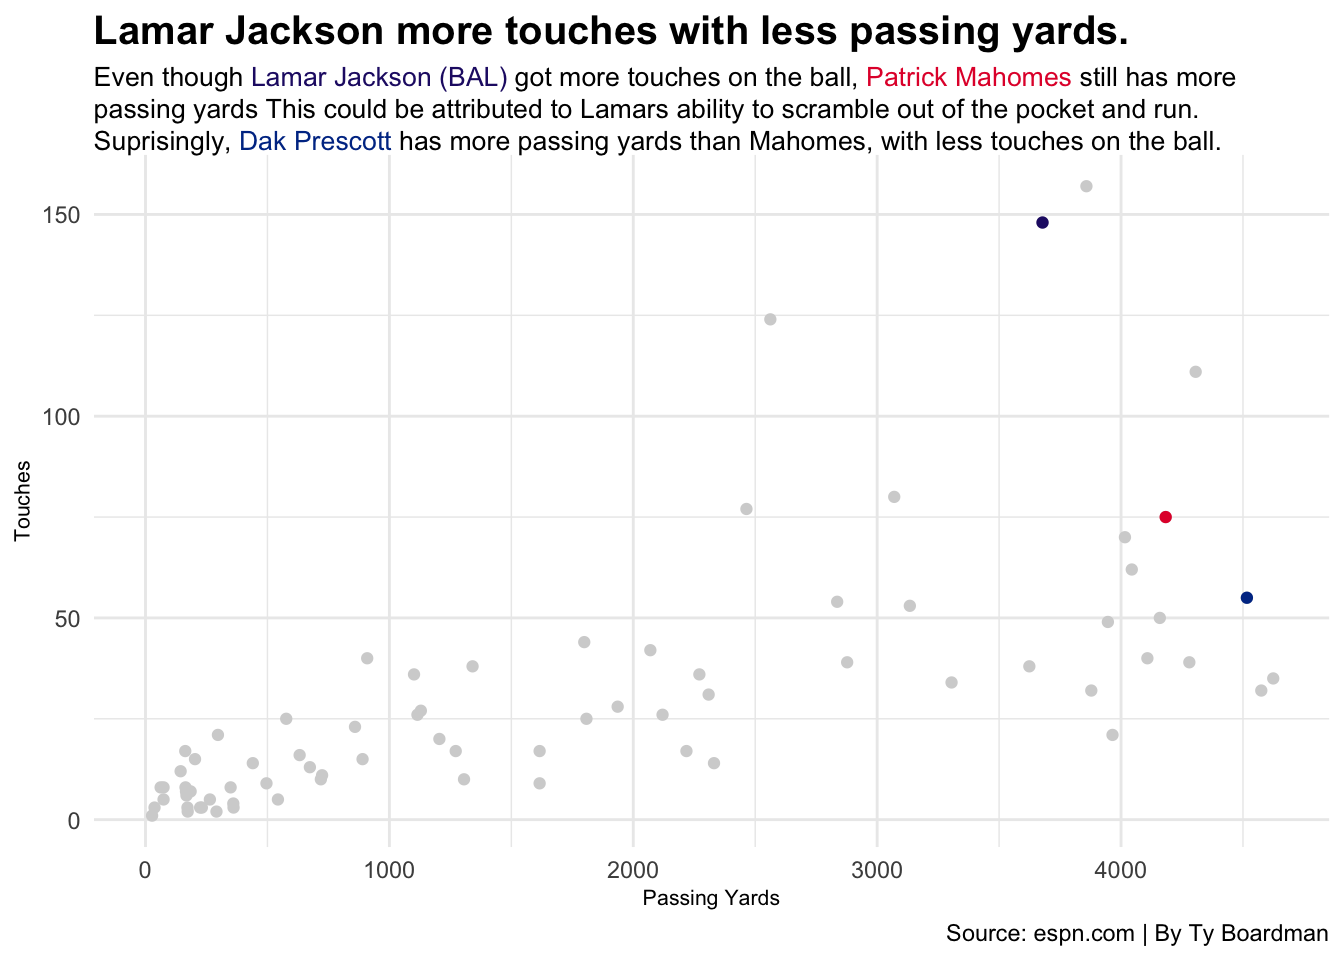 Lamar Jackson more touches with less passing yards.
Even though Lamar Jackson (BAL) got more touches on the ball, Patrick Mahomes still has more
passing yards This could be attributed to Lamars ability to scramble out of the pocket and run.
Suprisingly, Dak Prescott has more passing yards than Mahomes, with less touches on the ball.
150
100
50
0
Touches
0 1000 2000 3000 4000
Passing Yards
Source: espn.com | By Ty Boardman